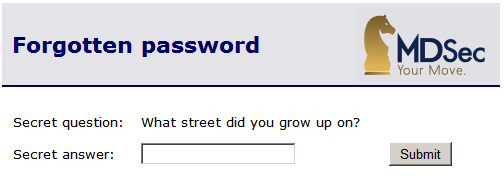 Forgotten password
MDSec
Your Move.
Secret question: What street did you grow up on?
Secret answer: Submit